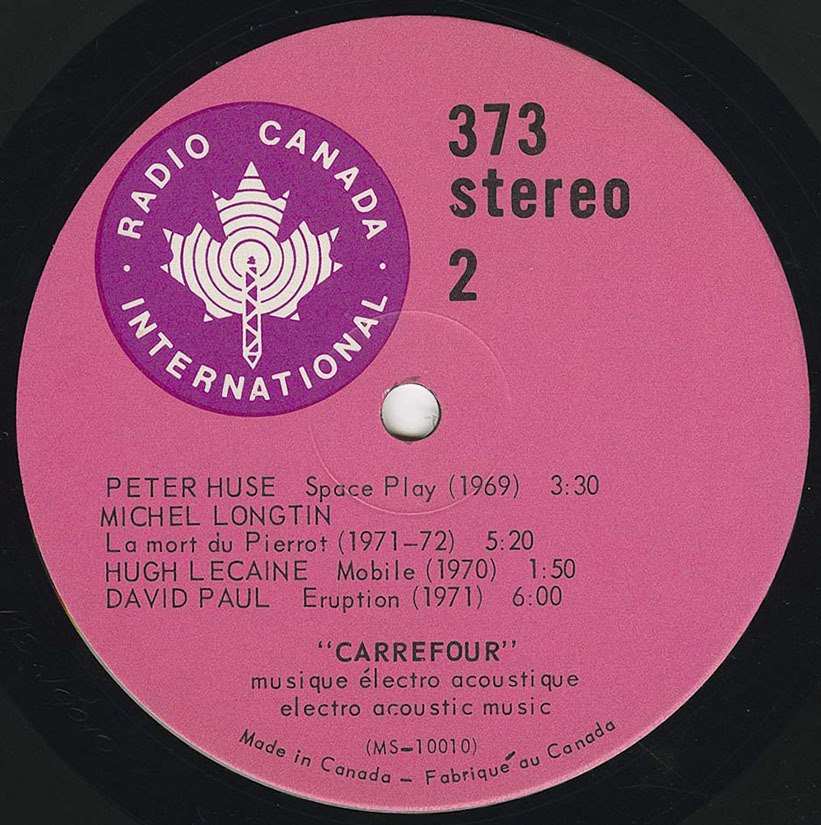 RADIO CANADA
· INTERNATIONAL ·
373
stereo
2
PETER HUSE Space Play (1969) 3:30
MICHEL LONGTIN
La mort du Pierrot (1971–72) 5:20
HUGH LECAINE Mobile (1970) 1:50
DAVID PAUL Eruption (1971) 6:00
"CARREFOUR"
musique électro acoustique
electro acoustic music
(MS–10010)
Made in Canada – Fabriqué au Canada